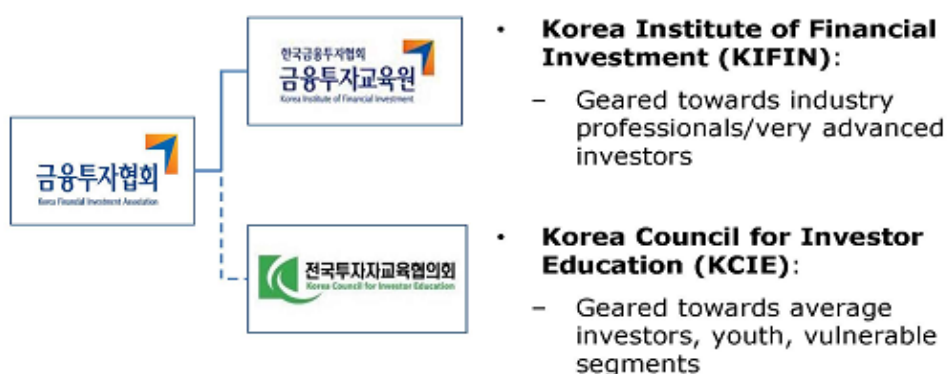 한국금융투자협회
금융투자교육원
Korea Institute of Financial Investment
• Korea Institute of Financial
Investment (KIFIN):
– Geared towards industry
professionals/very advanced
investors
금융투자협회
Korea Financial Investment Association
전국투자자교육협의회
Korea Council for Investor Education
• Korea Council for Investor
Education (KCIE):
– Geared towards average
investors, youth, vulnerable
segments